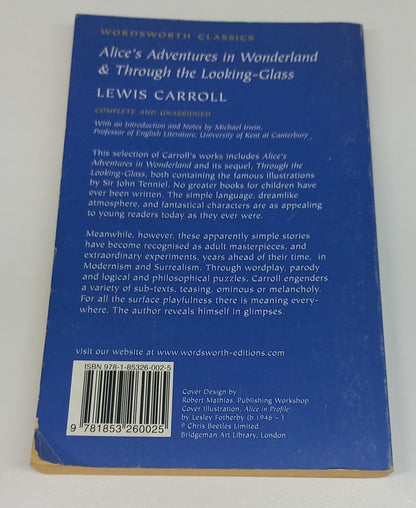 WORDSWORTH CLASSICS
Alice's Adventures in Wonderland
& Through the Looking-Glass
LEWIS CARROLL
COMPLETE AND UNABRIDGED
With an Introduction and Notes by Michael Irwin,
Professor of English Literature, University of Kent at Canterbury
This selection of Carroll's works includes Alice's
Adventures in Wonderland and its sequel, Through the
Looking-Glass, both containing the famous illustrations
by Sir John Tenniel. No greater books for children have
ever been written. The simple language, dreamlike
atmosphere, and fantastical characters are as appealing
to young readers today as they ever were.
Meanwhile, however, these apparently simple stories
have become recognised as adult masterpieces, and
extraordinary experiments, years ahead of their time, in
Modernism and Surrealism. Through wordplay, parody
and logical and philosophical puzzles, Carroll engenders
a variety of sub-texts, teasing, ominous or melancholy.
For all the surface playfulness there is meaning every-
where. The author reveals himself in glimpses.
visit our website at www.wordsworth-editions.com
ISBN 978-1-85326-002-5
9 781853 260025
Cover Design by
Robert Mathias, Publishing Workshop
Cover Illustration, Alice in Profile
by Lesley Fotherby (b.1946 – )
© Chris Beetles Limited
Bridgeman Art Library, London